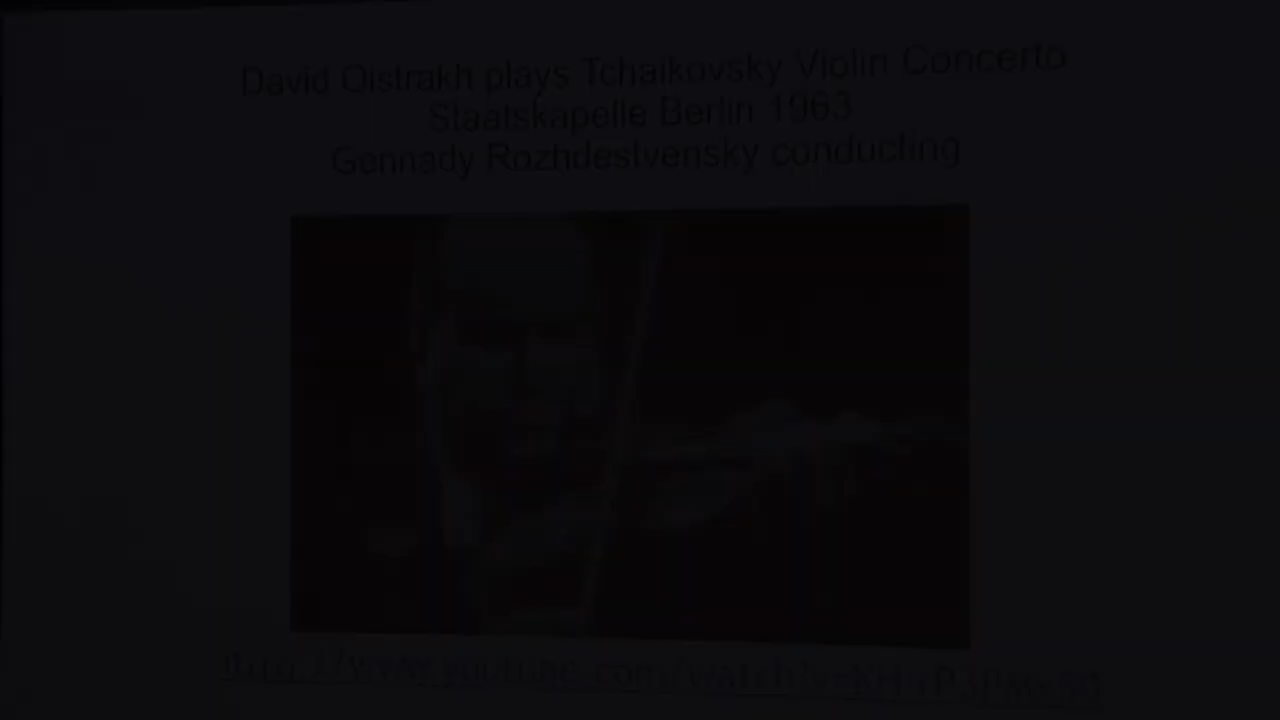 David Oistrakh plays Tchaikovsky Violin Concerto
Staatskapelle Berlin 1963
Gennady Rozhdestvensky conducting